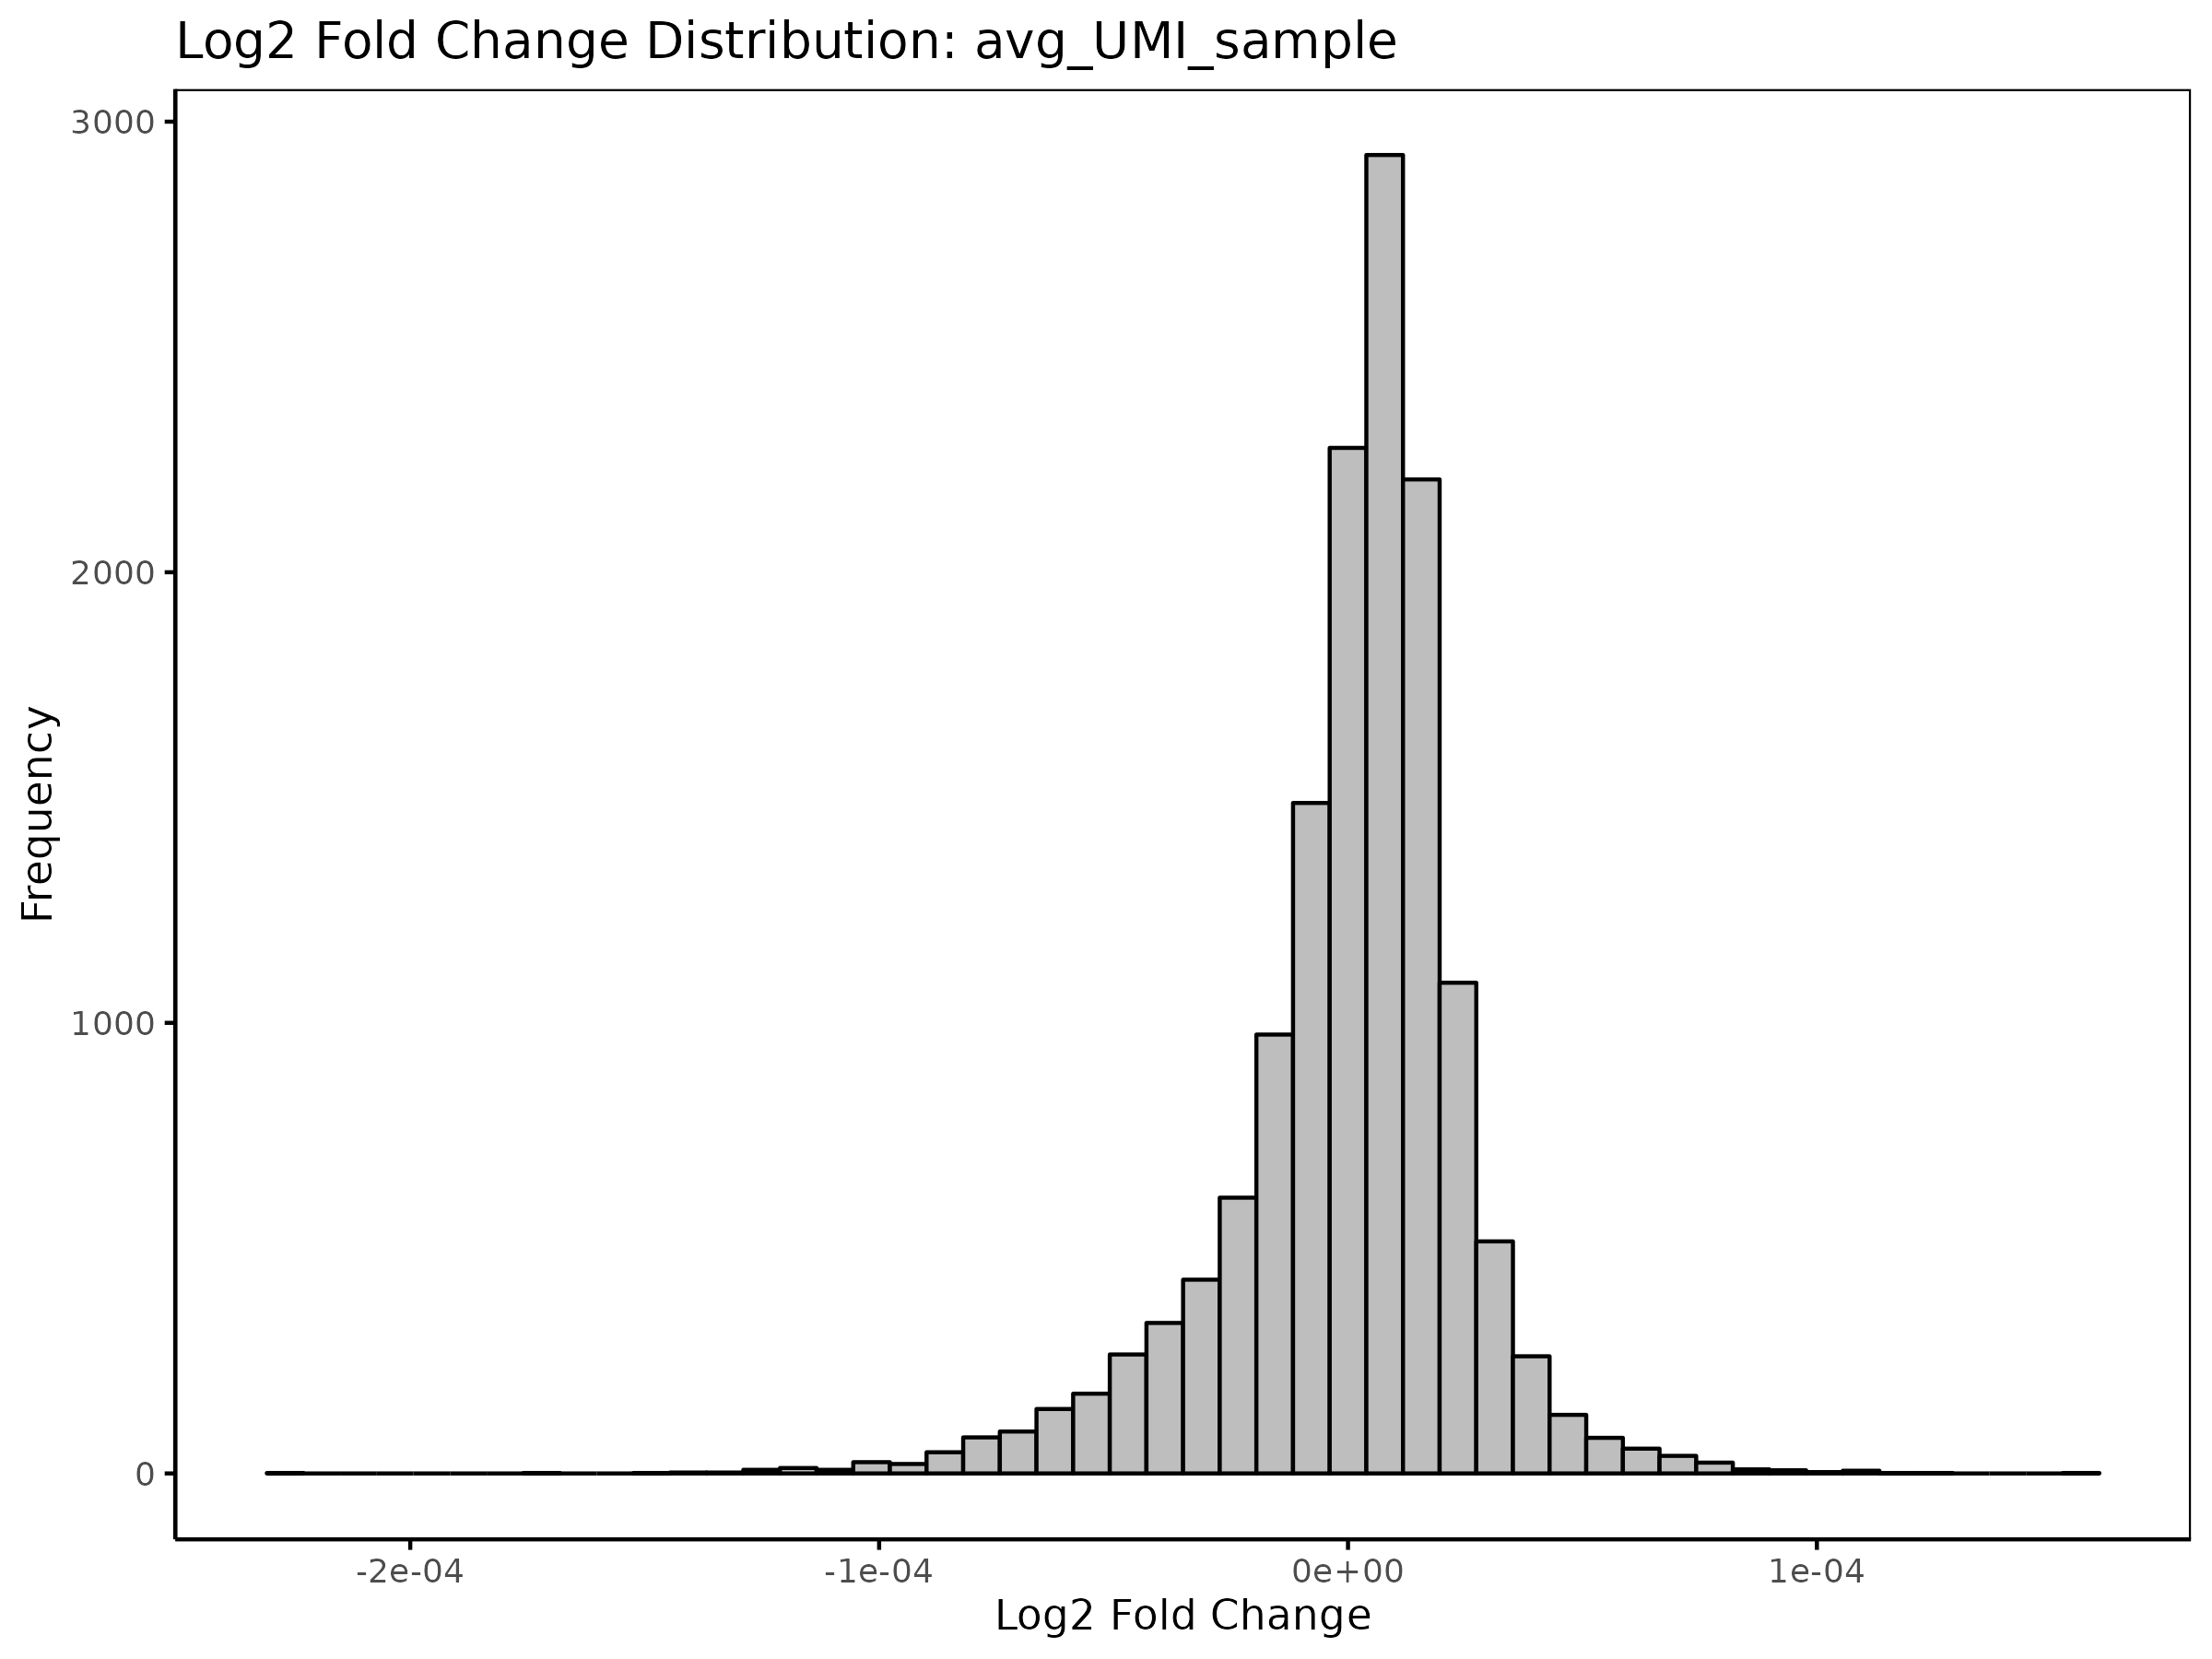 Log2 Fold Change Distribution: avg_UMI_sample
3000
2000
1000
0
Frequency
-2e-04
-1e-04
0e+00
1e-04
Log2 Fold Change